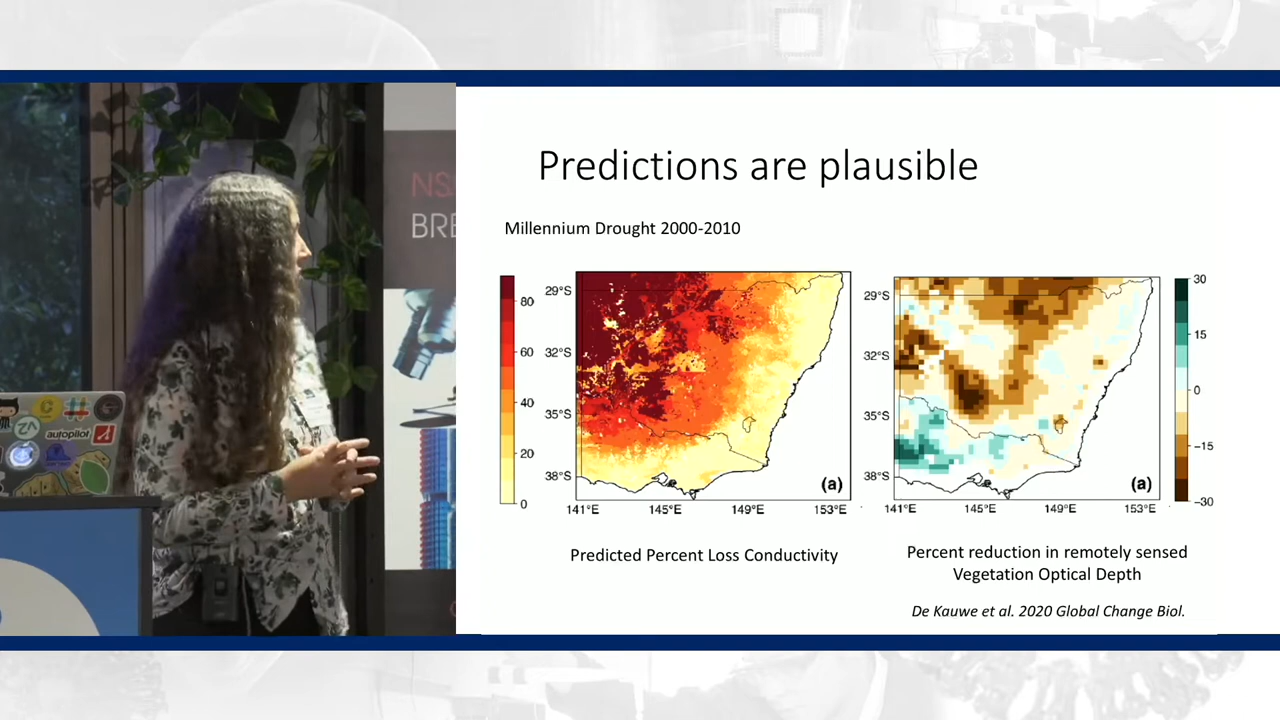 NS
BRE
autopilot
Predictions are plausible
Millennium Drought 2000-2010
80
60
40
20
0
29°S
32°S
35°S
38°S
141°E
145°E
149°E
153°E
(a)
29°S
32°S
35°S
38°S
141°E
145°E
149°E
153°E
(a)
30
15
0
−15
−30
Predicted Percent Loss Conductivity
Percent reduction in remotely sensed
Vegetation Optical Depth
De Kauwe et al. 2020 Global Change Biol.